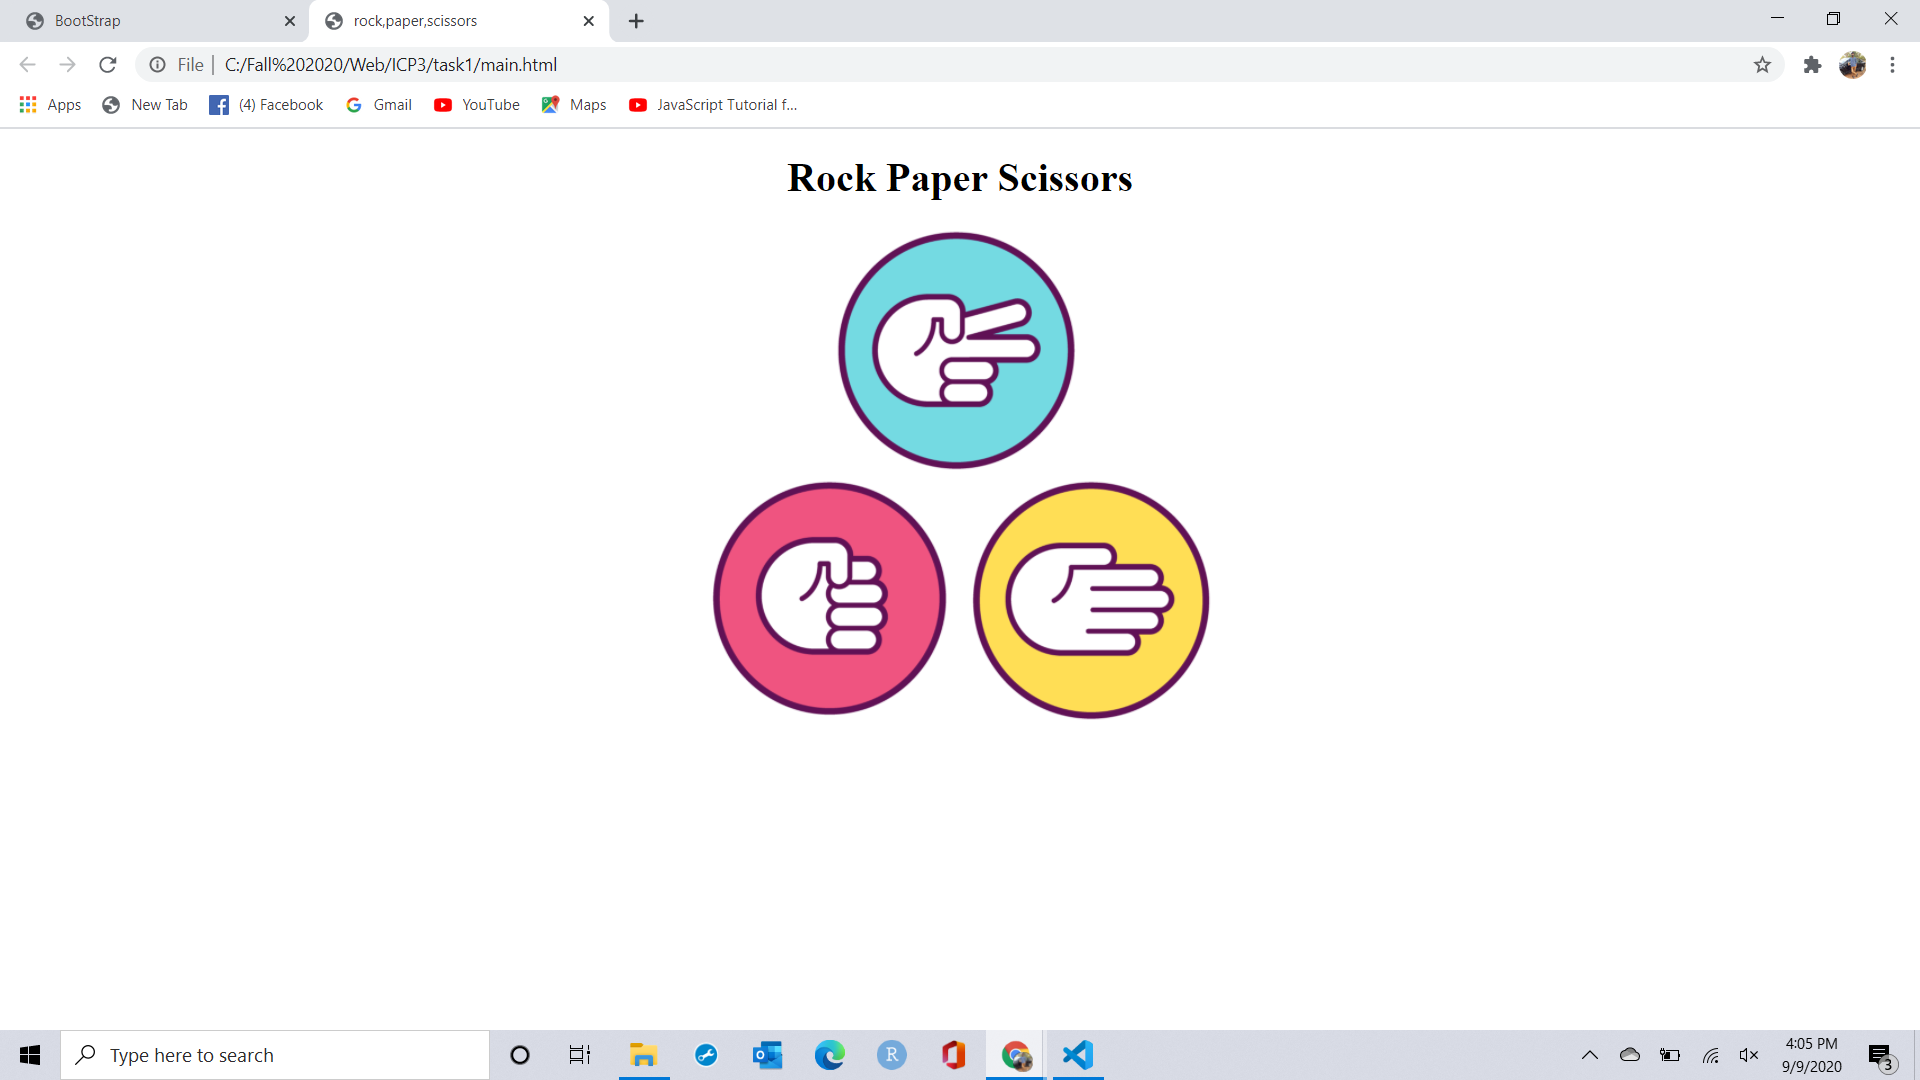 BootStrap
rock,paper,scissors
File
C:/Fall%202020/Web/ICP3/task1/main.html
Apps
New Tab
(4) Facebook
Gmail
YouTube
Maps
JavaScript Tutorial f...
Rock Paper Scissors
Type here to search
R
4:05 PM
9/9/2020
3